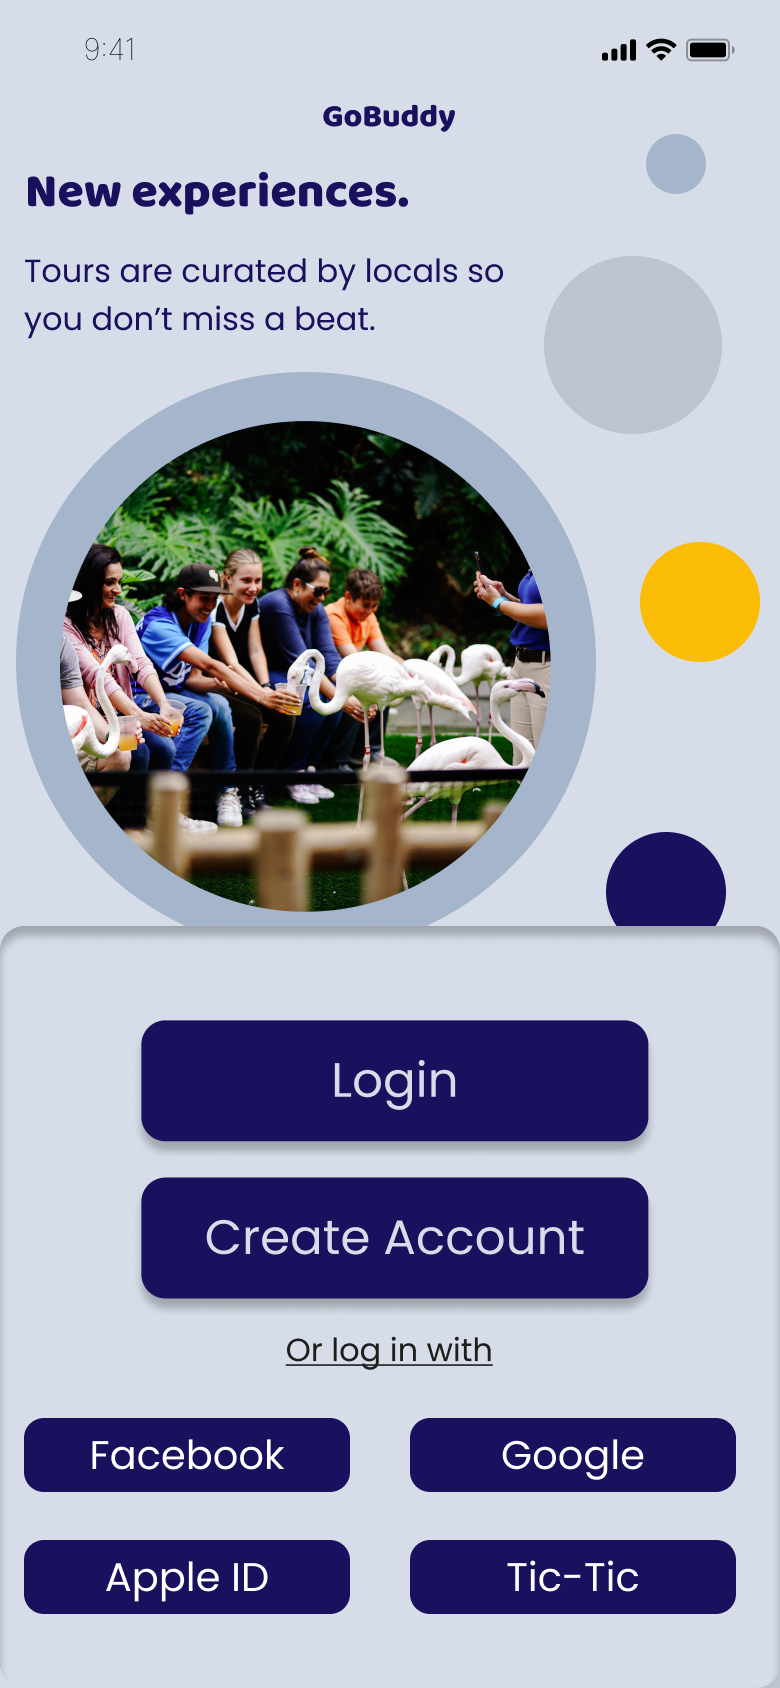 9:41
GoBuddy
New experiences.
Tours are curated by locals so
you don’t miss a beat.
Login
Create Account
Or log in with
Facebook
Google
Apple ID
Tic-Tic